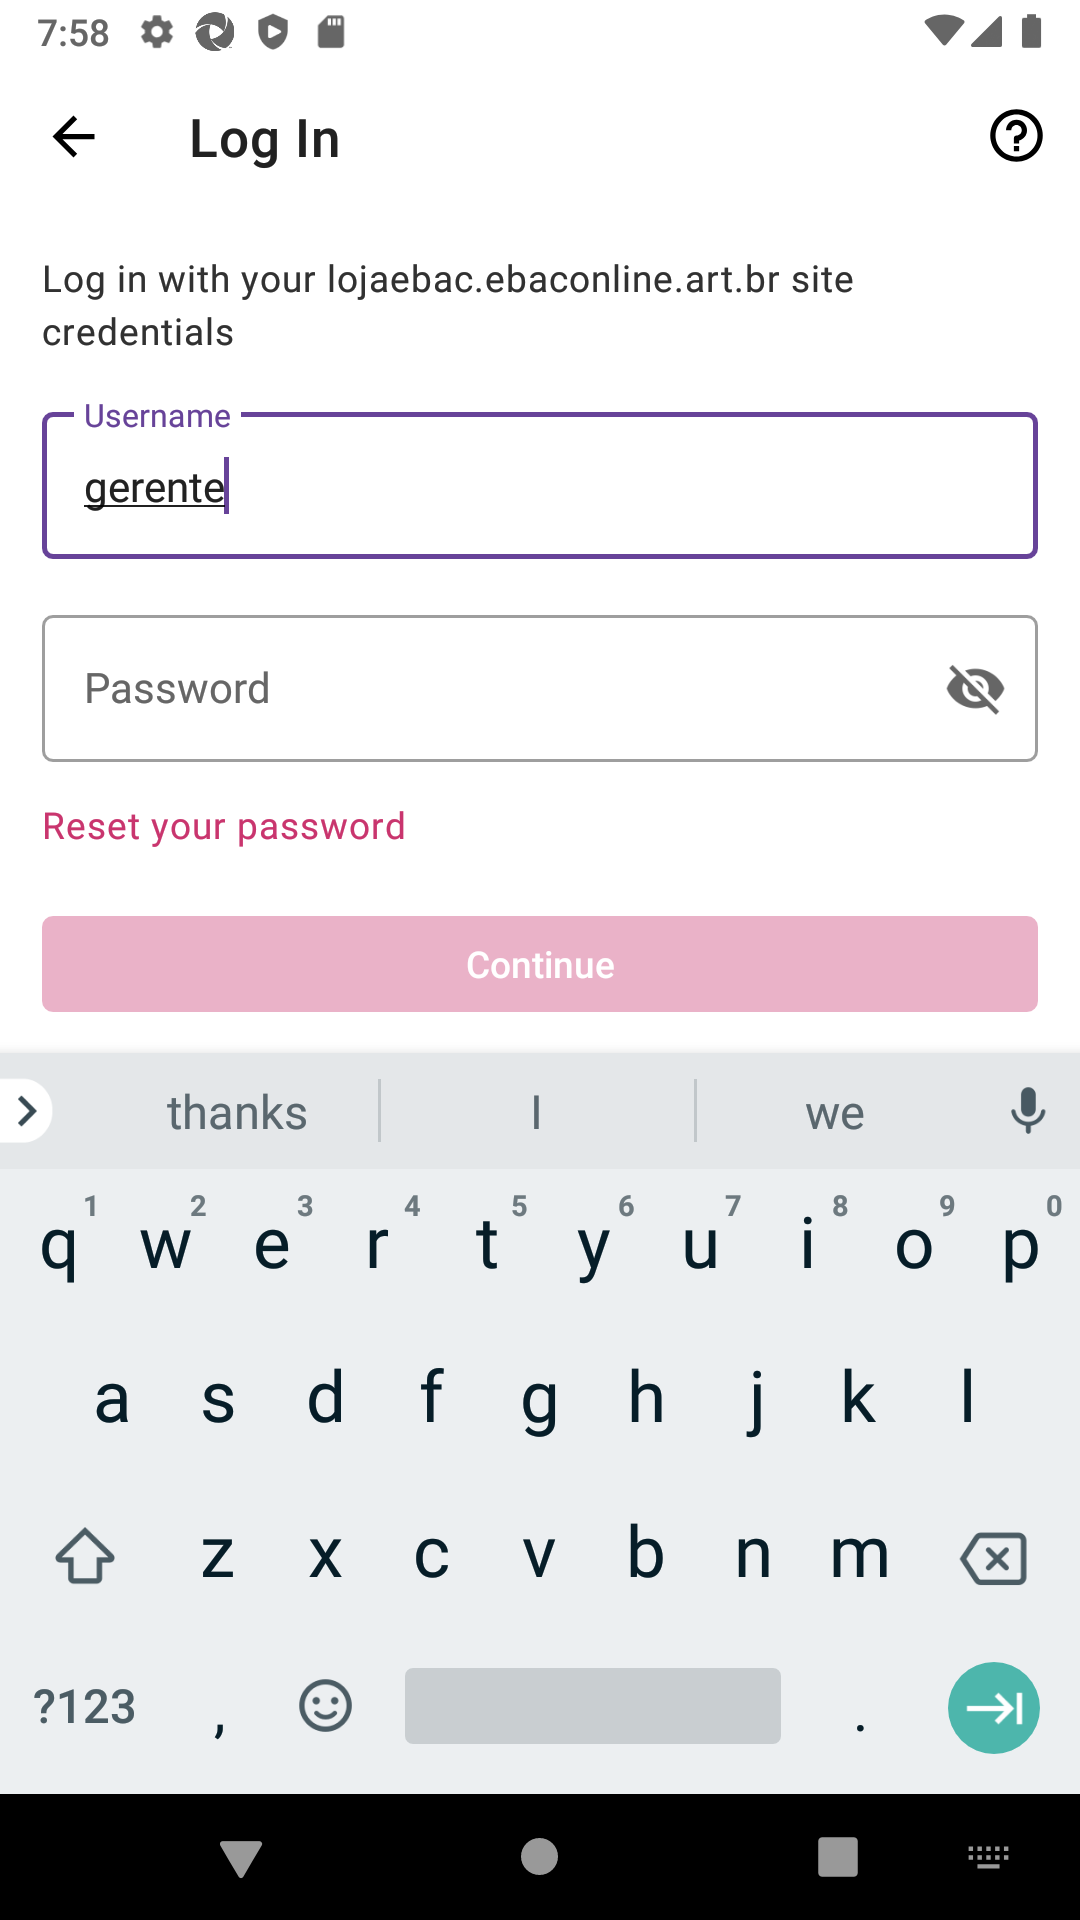 7:58
Log In
Log in with your lojaebac.ebaconline.art.br site
credentials
Username
gerente
Password
Reset your password
Continue
thanks I we
1 2 3 4 5 6 7 8 9 0
q w e r t y u i o p
a s d f g h j k l
z x c v b n m
?123 , .